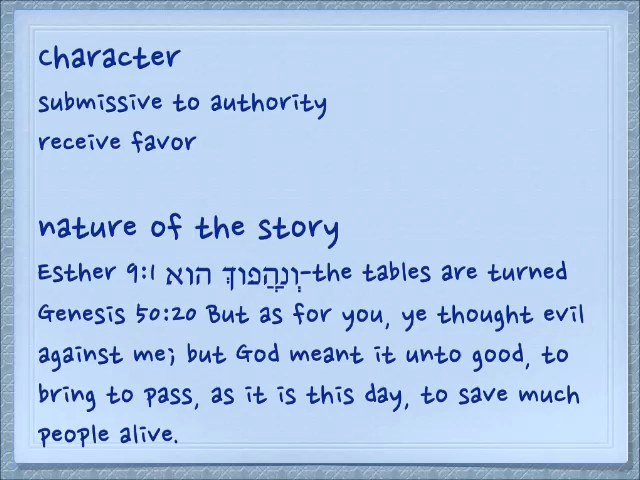 character
submissive to authority
receive favor
nature of the story
Esther 9:1 וְנַהֲפוֹךְ הוּא-the tables are turned
Genesis 50:20 But as for you, ye thought evil
against me; but God meant it unto good, to
bring to pass, as it is this day, to save much
people alive.